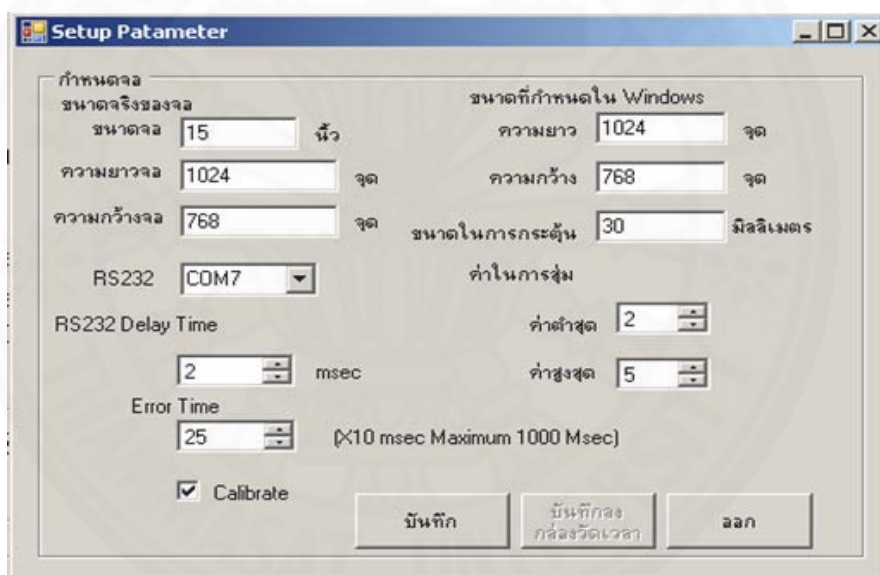 Setup Patameter
กำหนดจอ
ขนาดจริงของจอ
ขนาดจอ 15 นิ้ว
ความยาวจอ 1024 จุด
ความกว้างจอ 768 จุด
RS232 COM7
RS232 Delay Time
2 msec
Error Time
25 (X10 msec Maximum 1000 Msec)
Calibrate
ขนาดที่กำหนดใน Windows
ความยาว 1024 จุด
ความกว้าง 768 จุด
ขนาดในการกระตุ้น 30 มิลลิเมตร
ค่าในการสุ่ม
ค่าต่ำสุด 2
ค่าสูงสุด 5
บันทึก
บันทึกลง
กล่องวัดเวลา
ออก